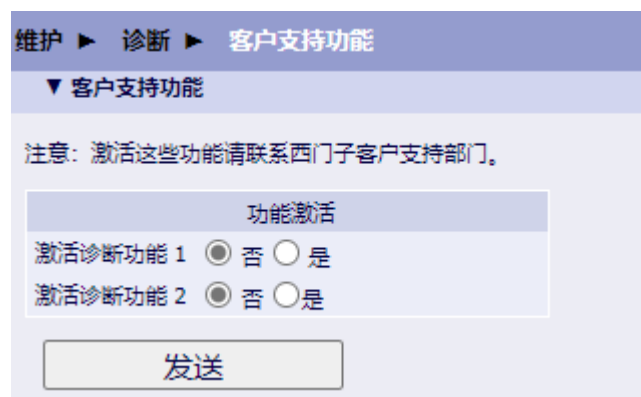 维护 ► 诊断 ► 客户支持功能
▼ 客户支持功能
注意：激活这些功能请联系西门子客户支持部门。
功能激活
激活诊断功能 1 否 是
激活诊断功能 2 否 是
发送